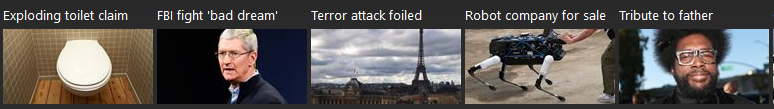 Exploding toilet claim
FBI fight 'bad dream'
Terror attack foiled
Robot company for sale
Tribute to father